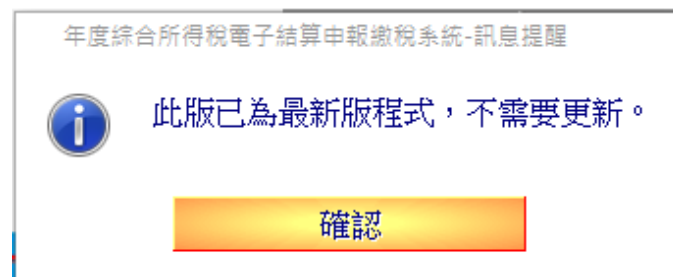 年度綜合所得稅電子結算申報繳稅系統-訊息提醒
此版已為最新版程式，不需要更新。
確認